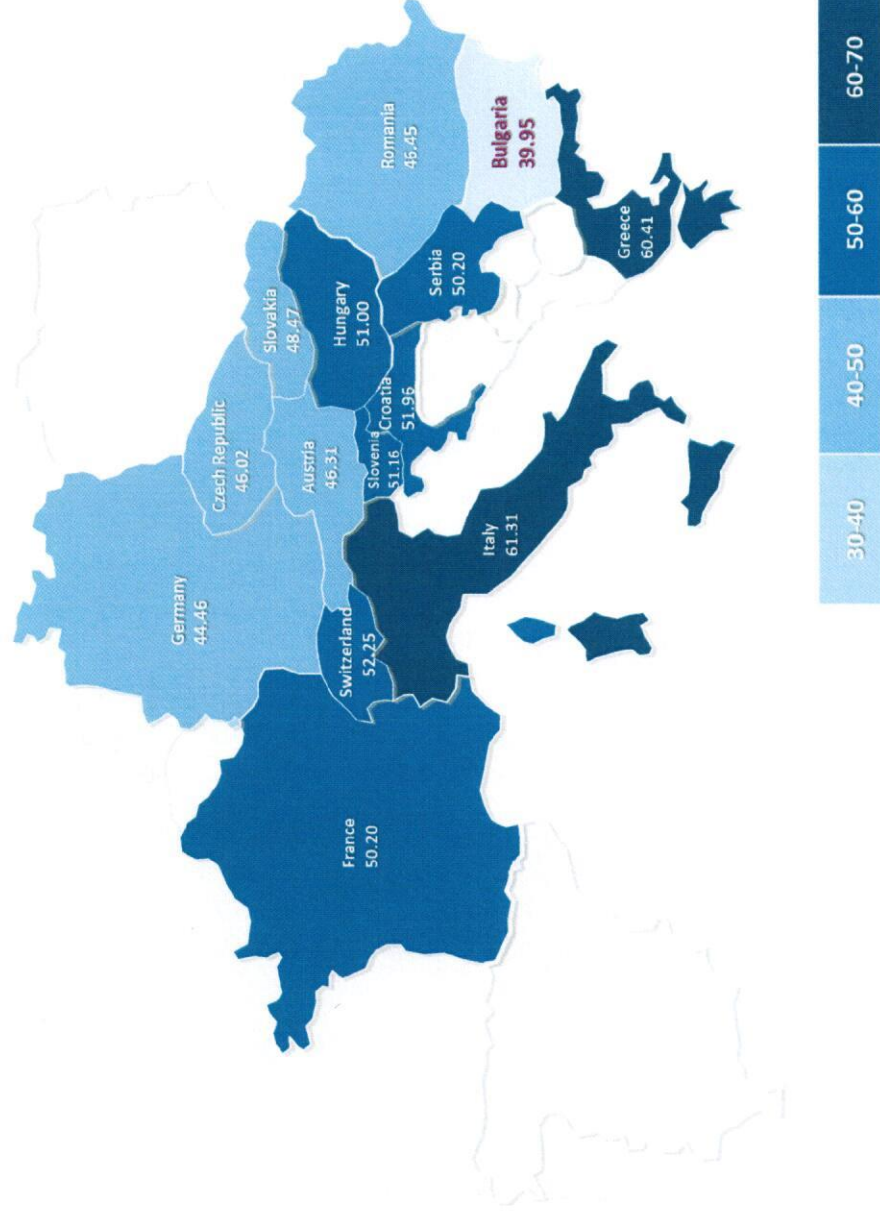 Germany
44.46
Czech Republic
46.02
Slovakia
48.47
Austria
46.31
Hungary
51.00
Romania
46.45
Switzerland
52.25
Slovenia
51.16
Croatia
51.96
Serbia
50.20
Bulgaria
39.95
France
50.20
Italy
61.31
Greece
60.41
30-40
40-50
50-60
60-70